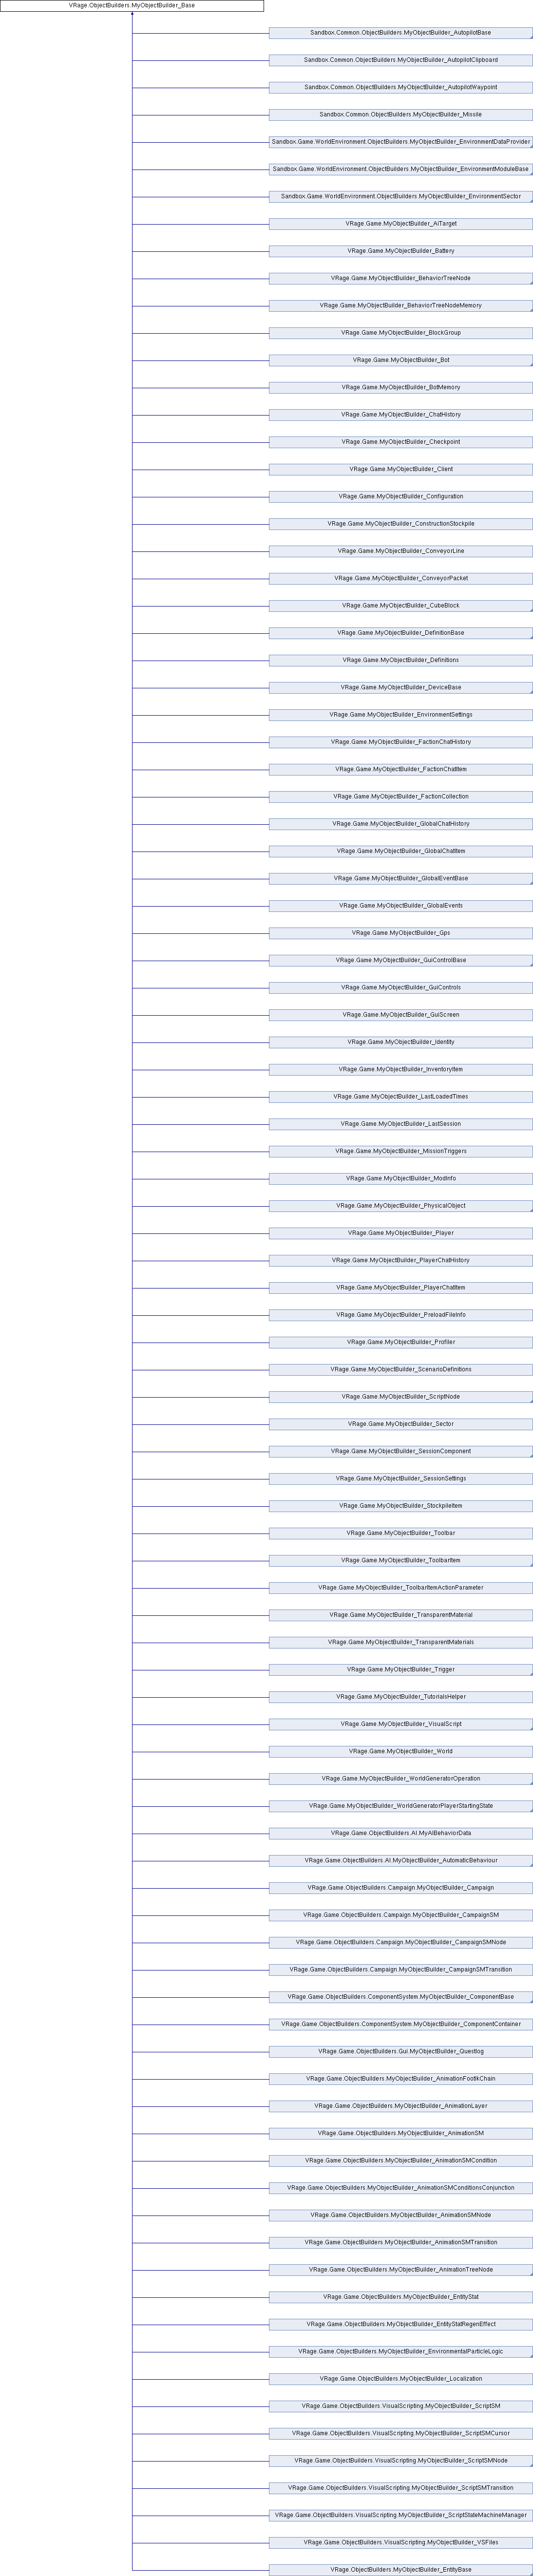 VRage.ObjectBuilders.MyObjectBuilder_Base
Sandbox.Common.ObjectBuilders.MyObjectBuilder_AutopilotBase
Sandbox.Common.ObjectBuilders.MyObjectBuilder_AutopilotClipboard
Sandbox.Common.ObjectBuilders.MyObjectBuilder_AutopilotWaypoint
Sandbox.Common.ObjectBuilders.MyObjectBuilder_Missile
Sandbox.Game.WorldEnvironment.ObjectBuilders.MyObjectBuilder_EnvironmentDataProvider
Sandbox.Game.WorldEnvironment.ObjectBuilders.MyObjectBuilder_EnvironmentModuleBase
Sandbox.Game.WorldEnvironment.ObjectBuilders.MyObjectBuilder_EnvironmentSector
VRage.Game.MyObjectBuilder_AiTarget
VRage.Game.MyObjectBuilder_Battery
VRage.Game.MyObjectBuilder_BehaviorTreeNode
VRage.Game.MyObjectBuilder_BehaviorTreeNodeMemory
VRage.Game.MyObjectBuilder_BlockGroup
VRage.Game.MyObjectBuilder_Bot
VRage.Game.MyObjectBuilder_BotMemory
VRage.Game.MyObjectBuilder_ChatHistory
VRage.Game.MyObjectBuilder_Checkpoint
VRage.Game.MyObjectBuilder_Client
VRage.Game.MyObjectBuilder_Configuration
VRage.Game.MyObjectBuilder_ConstructionStockpile
VRage.Game.MyObjectBuilder_ConveyorLine
VRage.Game.MyObjectBuilder_ConveyorPacket
VRage.Game.MyObjectBuilder_CubeBlock
VRage.Game.MyObjectBuilder_DefinitionBase
VRage.Game.MyObjectBuilder_Definitions
VRage.Game.MyObjectBuilder_DeviceBase
VRage.Game.MyObjectBuilder_EnvironmentSettings
VRage.Game.MyObjectBuilder_FactionChatHistory
VRage.Game.MyObjectBuilder_FactionChatItem
VRage.Game.MyObjectBuilder_FactionCollection
VRage.Game.MyObjectBuilder_GlobalChatHistory
VRage.Game.MyObjectBuilder_GlobalChatItem
VRage.Game.MyObjectBuilder_GlobalEventBase
VRage.Game.MyObjectBuilder_GlobalEvents
VRage.Game.MyObjectBuilder_Gps
VRage.Game.MyObjectBuilder_GuiControlBase
VRage.Game.MyObjectBuilder_GuiControls
VRage.Game.MyObjectBuilder_GuiScreen
VRage.Game.MyObjectBuilder_Identity
VRage.Game.MyObjectBuilder_InventoryItem
VRage.Game.MyObjectBuilder_LastLoadedTimes
VRage.Game.MyObjectBuilder_LastSession
VRage.Game.MyObjectBuilder_MissionTriggers
VRage.Game.MyObjectBuilder_ModInfo
VRage.Game.MyObjectBuilder_PhysicalObject
VRage.Game.MyObjectBuilder_Player
VRage.Game.MyObjectBuilder_PlayerChatHistory
VRage.Game.MyObjectBuilder_PlayerChatItem
VRage.Game.MyObjectBuilder_PreloadFileInfo
VRage.Game.MyObjectBuilder_Profiler
VRage.Game.MyObjectBuilder_ScenarioDefinitions
VRage.Game.MyObjectBuilder_ScriptNode
VRage.Game.MyObjectBuilder_Sector
VRage.Game.MyObjectBuilder_SessionComponent
VRage.Game.MyObjectBuilder_SessionSettings
VRage.Game.MyObjectBuilder_StockpileItem
VRage.Game.MyObjectBuilder_Toolbar
VRage.Game.MyObjectBuilder_ToolbarItem
VRage.Game.MyObjectBuilder_ToolbarItemActionParameter
VRage.Game.MyObjectBuilder_TransparentMaterial
VRage.Game.MyObjectBuilder_TransparentMaterials
VRage.Game.MyObjectBuilder_Trigger
VRage.Game.MyObjectBuilder_TutorialsHelper
VRage.Game.MyObjectBuilder_VisualScript
VRage.Game.MyObjectBuilder_World
VRage.Game.MyObjectBuilder_WorldGeneratorOperation
VRage.Game.MyObjectBuilder_WorldGeneratorPlayerStartingState
VRage.Game.ObjectBuilders.AI.MyAIBehaviorData
VRage.Game.ObjectBuilders.AI.MyObjectBuilder_AutomaticBehaviour
VRage.Game.ObjectBuilders.Campaign.MyObjectBuilder_Campaign
VRage.Game.ObjectBuilders.Campaign.MyObjectBuilder_CampaignSM
VRage.Game.ObjectBuilders.Campaign.MyObjectBuilder_CampaignSMNode
VRage.Game.ObjectBuilders.Campaign.MyObjectBuilder_CampaignSMTransition
VRage.Game.ObjectBuilders.ComponentSystem.MyObjectBuilder_ComponentBase
VRage.Game.ObjectBuilders.ComponentSystem.MyObjectBuilder_ComponentContainer
VRage.Game.ObjectBuilders.Gui.MyObjectBuilder_Questlog
VRage.Game.ObjectBuilders.MyObjectBuilder_AnimationFootIkChain
VRage.Game.ObjectBuilders.MyObjectBuilder_AnimationLayer
VRage.Game.ObjectBuilders.MyObjectBuilder_AnimationSM
VRage.Game.ObjectBuilders.MyObjectBuilder_AnimationSMCondition
VRage.Game.ObjectBuilders.MyObjectBuilder_AnimationSMConditionsConjunction
VRage.Game.ObjectBuilders.MyObjectBuilder_AnimationSMNode
VRage.Game.ObjectBuilders.MyObjectBuilder_AnimationSMTransition
VRage.Game.ObjectBuilders.MyObjectBuilder_AnimationTreeNode
VRage.Game.ObjectBuilders.MyObjectBuilder_EntityStat
VRage.Game.ObjectBuilders.MyObjectBuilder_EntityStatRegenEffect
VRage.Game.ObjectBuilders.MyObjectBuilder_EnvironmentalParticleLogic
VRage.Game.ObjectBuilders.MyObjectBuilder_Localization
VRage.Game.ObjectBuilders.VisualScripting.MyObjectBuilder_ScriptSM
VRage.Game.ObjectBuilders.VisualScripting.MyObjectBuilder_ScriptSMCursor
VRage.Game.ObjectBuilders.VisualScripting.MyObjectBuilder_ScriptSMNode
VRage.Game.ObjectBuilders.VisualScripting.MyObjectBuilder_ScriptSMTransition
VRage.Game.ObjectBuilders.VisualScripting.MyObjectBuilder_ScriptStateMachineManager
VRage.Game.ObjectBuilders.VisualScripting.MyObjectBuilder_VSFiles
VRage.ObjectBuilders.MyObjectBuilder_EntityBase